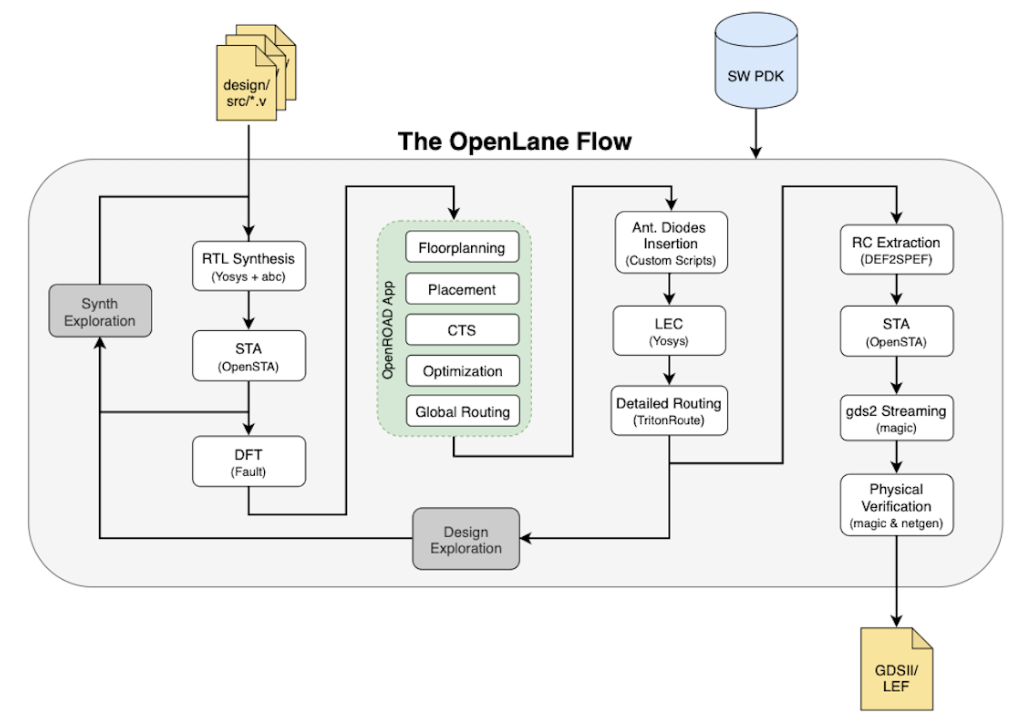 design/
src/*.v
SW PDK
The OpenLane Flow
RTL Synthesis
(Yosys + abc)
STA
(OpenSTA)
DFT
(Fault)
Synth
Exploration
OpenROAD App
Floorplanning
Placement
CTS
Optimization
Global Routing
Design
Exploration
Ant. Diodes
Insertion
(Custom Scripts)
LEC
(Yosys)
Detailed Routing
(TritonRoute)
RC Extraction
(DEF2SPEF)
STA
(OpenSTA)
gds2 Streaming
(magic)
Physical
Verification
(magic & netgen)
GDSII/
LEF